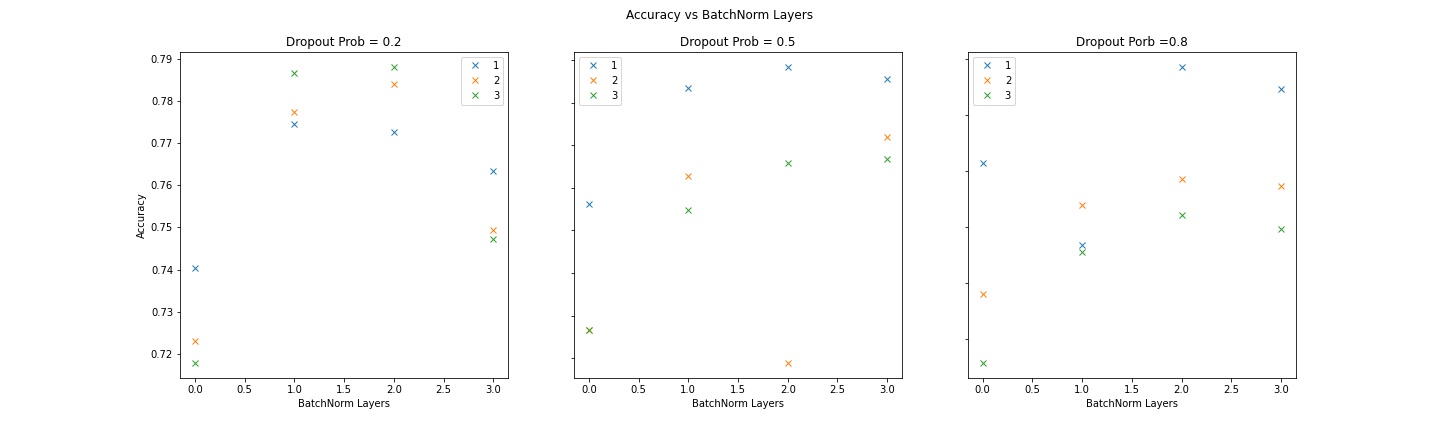 Accuracy vs BatchNorm Layers
Dropout Prob = 0.2
Dropout Prob = 0.5
Dropout Porb =0.8
0.79
0.78
0.77
0.76
0.75
0.74
0.73
0.72
Accuracy
1
2
3
1
2
3
1
2
3
0.0 0.5 1.0 1.5 2.0 2.5 3.0
0.0 0.5 1.0 1.5 2.0 2.5 3.0
0.0 0.5 1.0 1.5 2.0 2.5 3.0
BatchNorm Layers
BatchNorm Layers
BatchNorm Layers